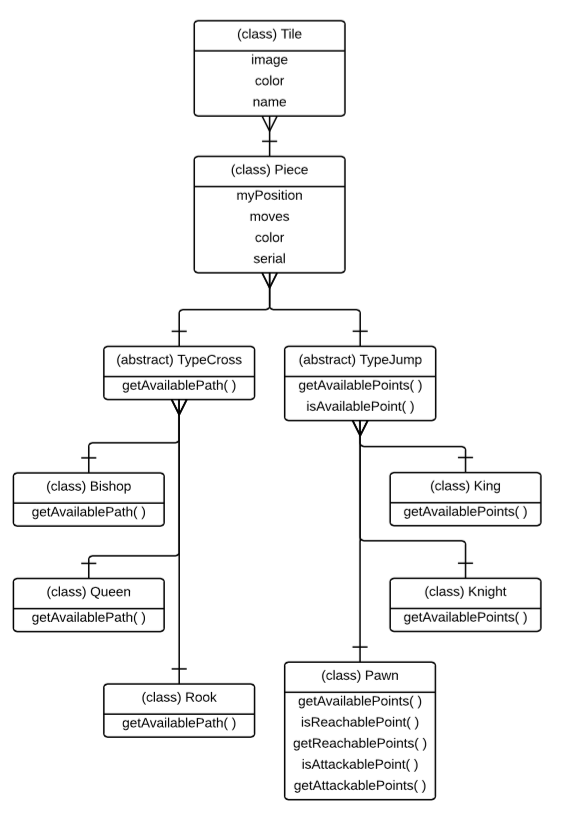 (class) Tile
image
color
name
(class) Piece
myPosition
moves
color
serial
(abstract) TypeCross
getAvailablePath( )
(abstract) TypeJump
getAvailablePoints( )
isAvailablePoint( )
(class) Bishop
getAvailablePath( )
(class) King
getAvailablePoints( )
(class) Queen
getAvailablePath( )
(class) Knight
getAvailablePoints( )
(class) Rook
getAvailablePath( )
(class) Pawn
getAvailablePoints( )
isReachablePoint( )
getReachablePoints( )
isAttackablePoint( )
getAttackablePoints( )